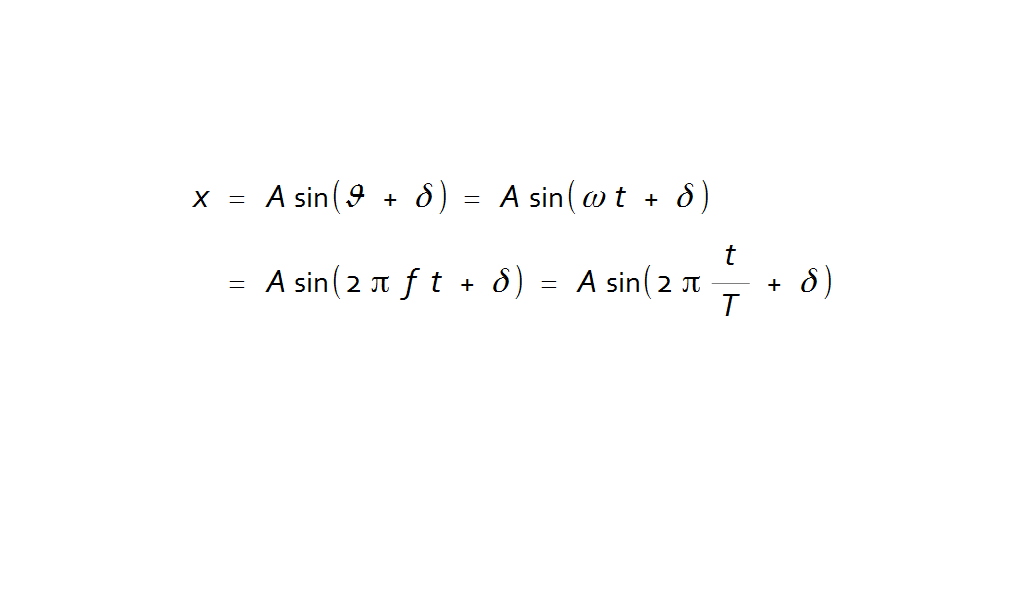 x = A sin(ϑ + δ) = A sin(ω t + δ)
= A sin(2 π f t + δ) = A sin(2 π t/T + δ)